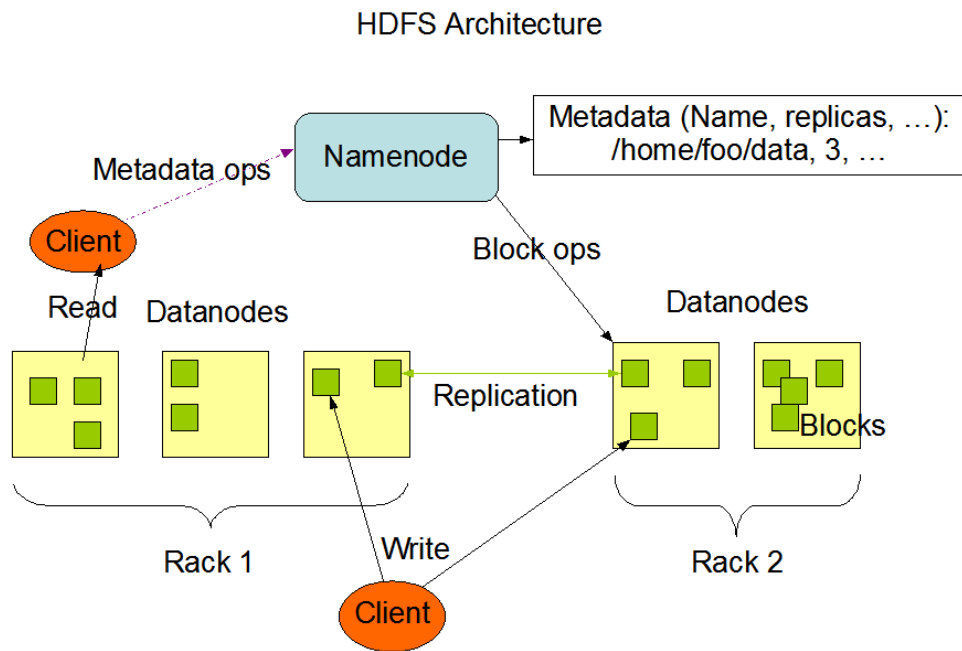 HDFS Architecture
Metadata (Name, replicas, …):
/home/foo/data, 3, …
Namenode
Metadata ops
Client
Block ops
Read
Datanodes
Datanodes
Replication
Blocks
Rack 1
Write
Rack 2
Client